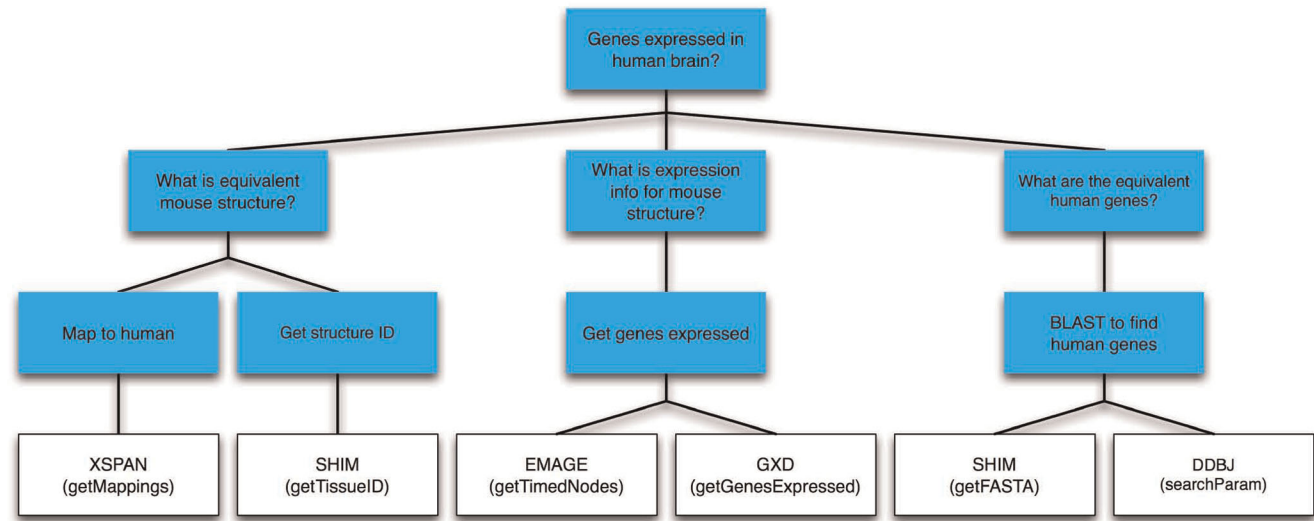 Genes expressed in
human brain?
What is equivalent
mouse structure?
What is expression
info for mouse
structure?
What are the equivalent
human genes?
Map to human
Get structure ID
Get genes expressed
BLAST to find
human genes
XSPAN
(getMappings)
SHIM
(getTissueID)
EMAGE
(getTimedNodes)
GXD
(getGenesExpressed)
SHIM
(getFASTA)
DDBJ
(searchParam)